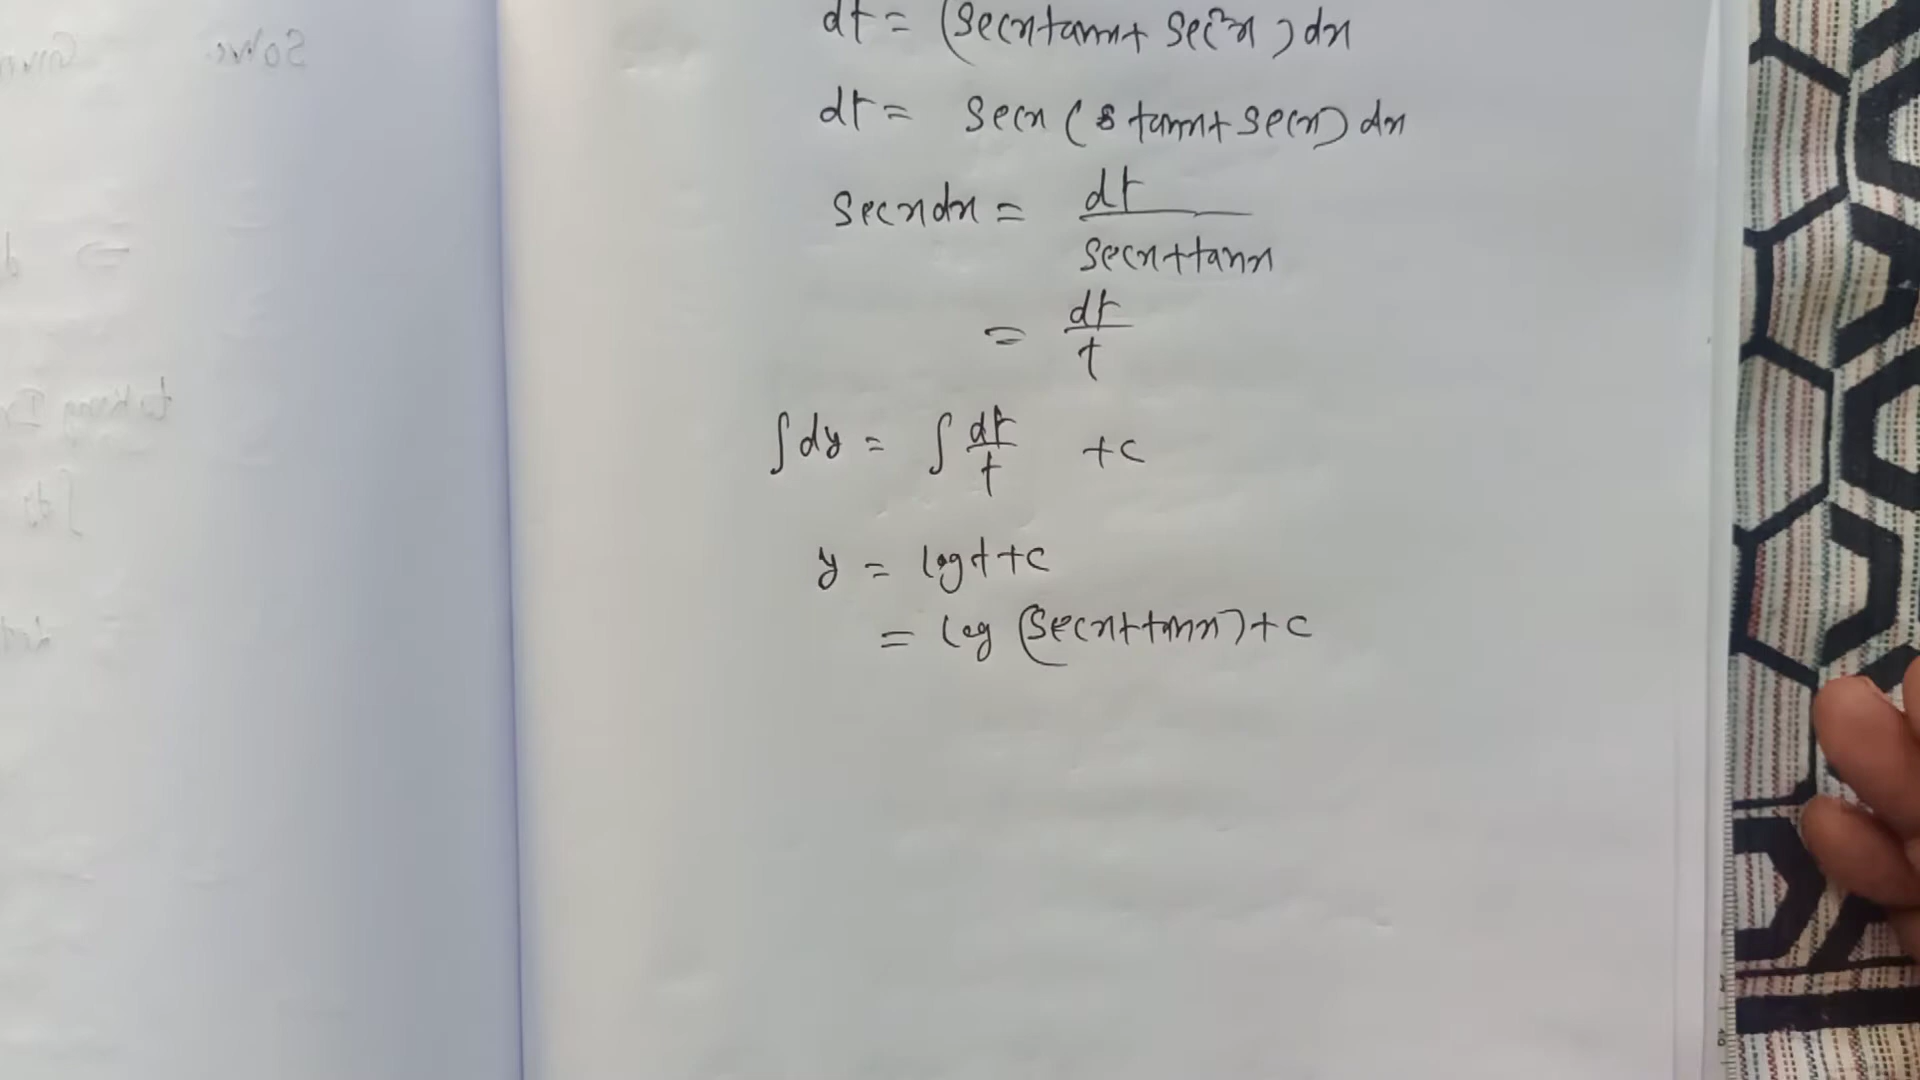 Solve
dt = (secx tanx + sec²x) dx
dt = secx (tanx + secx) dx
secx dx = dt / secx + tanx
= dt / t
∫dy = ∫ dt / t + c
y = log t + c
= log (secx + tanx) + c